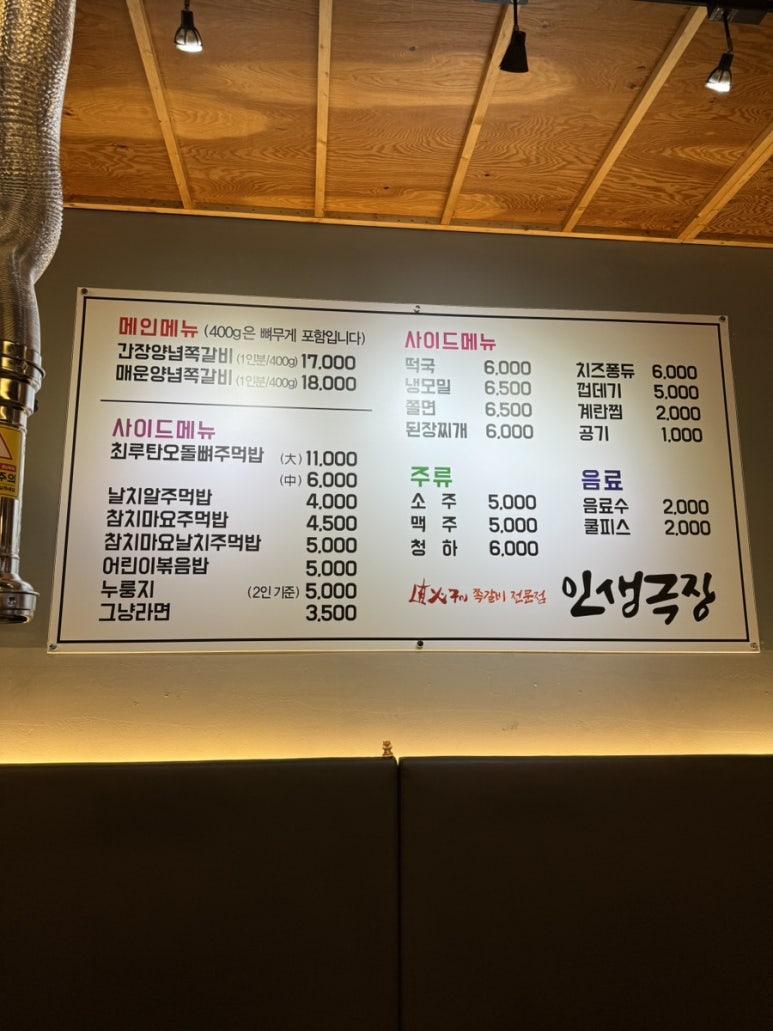 메인메뉴 (400g은 뼈무게 포함입니다)
간장양념쪽갈비 (1인분/400g) 17,000
매운양념쪽갈비 (1인분/400g) 18,000
사이드메뉴
최루탄오돌뼈주먹밥 (大) 11,000
(中) 6,000
날치알주먹밥 4,000
참치마요주먹밥 4,500
참치마요날치주먹밥 5,000
어린이볶음밥 5,000
누룽지 (2인 기준) 5,000
그냥라면 3,500
사이드메뉴
떡국 6,000
냉모밀 6,500
쫄면 6,500
된장찌개 6,000
치즈퐁듀 6,000
껍데기 5,000
계란찜 2,000
공기 1,000
주류
소 주 5,000
맥 주 5,000
청 하 6,000
음료
음료수 2,000
쿨피스 2,000
直火구이 쪽갈비 전문점
인생극장
주의